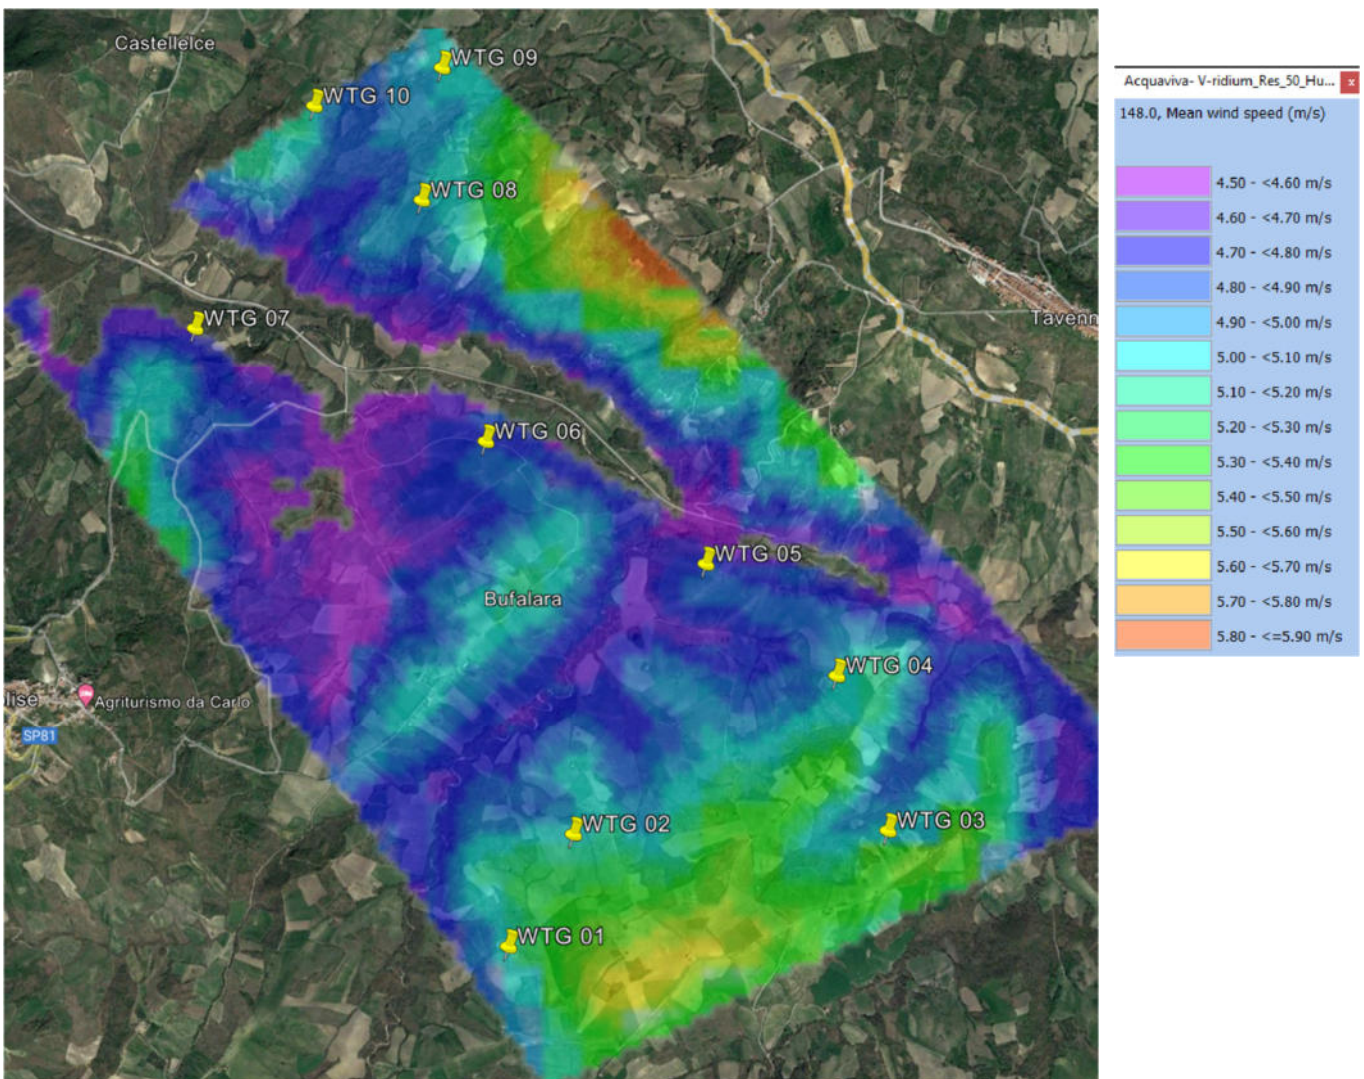 Castellelce
WTG 09
WTG 10
WTG 08
WTG 07
Tavenn
WTG 06
WTG 05
Bufalara
WTG 04
lise
Agriturismo da Carlo
SP81
WTG 02
WTG 03
WTG 01
Acquaviva- V-ridium_Res_50_Hu...
x
148.0, Mean wind speed (m/s)
4.50 - <4.60 m/s
4.60 - <4.70 m/s
4.70 - <4.80 m/s
4.80 - <4.90 m/s
4.90 - <5.00 m/s
5.00 - <5.10 m/s
5.10 - <5.20 m/s
5.20 - <5.30 m/s
5.30 - <5.40 m/s
5.40 - <5.50 m/s
5.50 - <5.60 m/s
5.60 - <5.70 m/s
5.70 - <5.80 m/s
5.80 - <=5.90 m/s